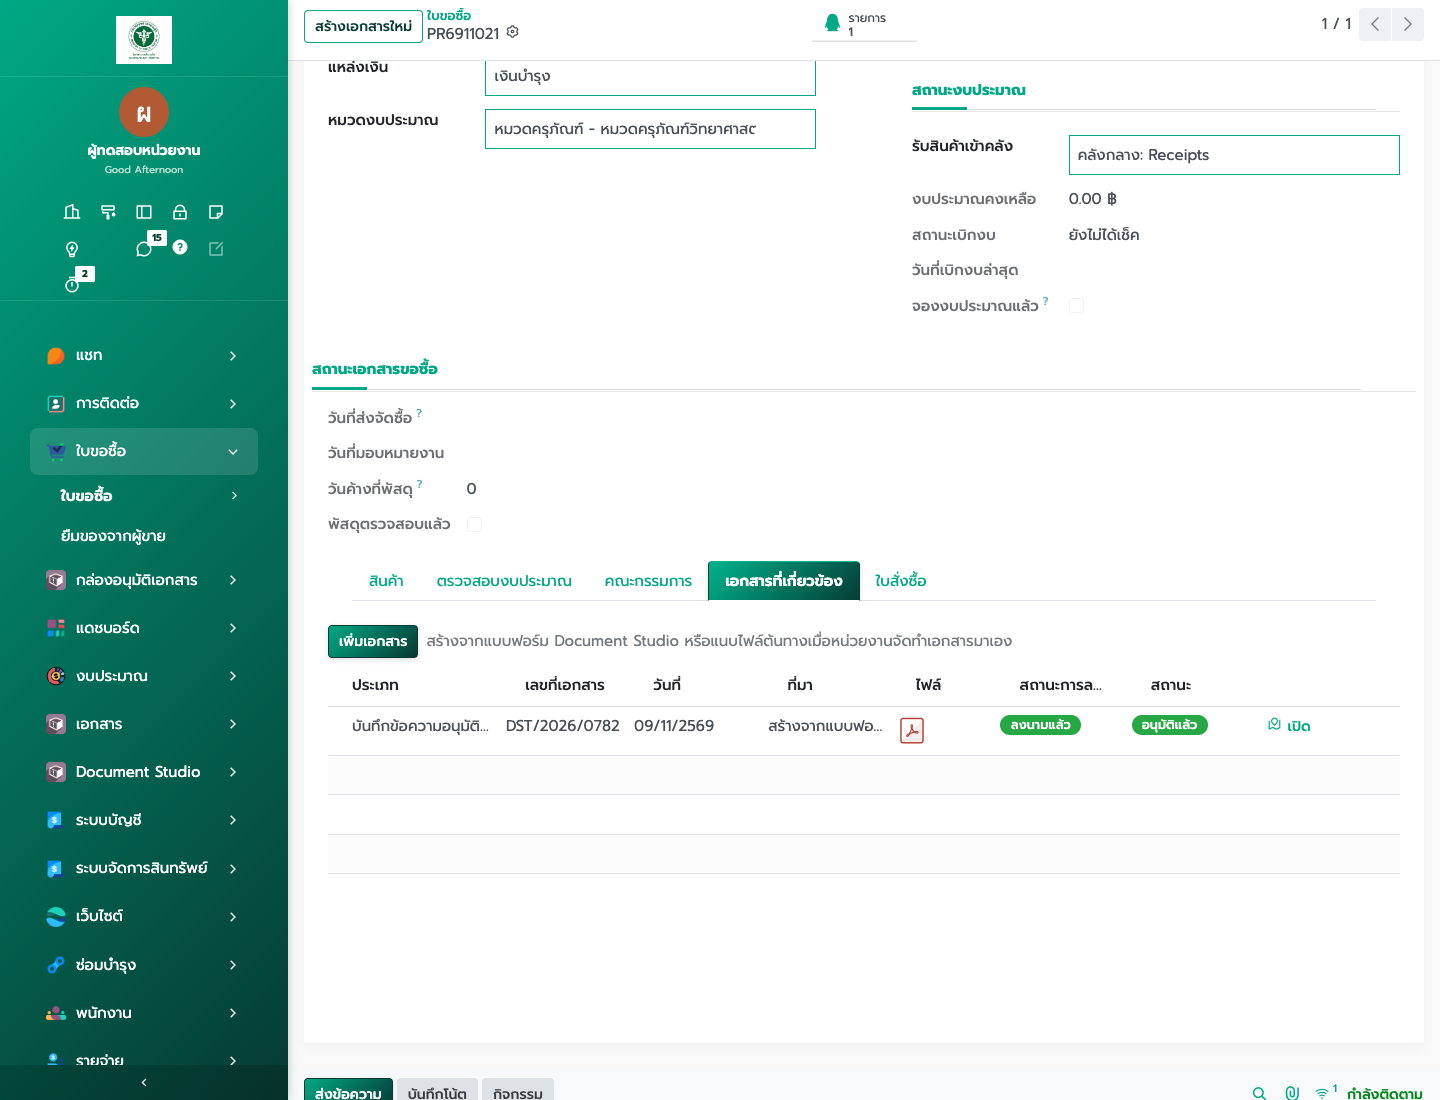 สร้างเอกสารใหม่
ใบขอซื้อ
PR6911021
รายการ
1
1 / 1
ผ
ผู้ทดสอบหน่วยงาน
Good Afternoon
15
2
แชท
การติดต่อ
ใบขอซื้อ
ใบขอซื้อ
ยืมของจากผู้ขาย
กล่องอนุมัติเอกสาร
แดชบอร์ด
งบประมาณ
เอกสาร
Document Studio
ระบบบัญชี
ระบบจัดการสินทรัพย์
เว็บไซต์
ซ่อมบำรุง
พนักงาน
รายจ่าย
แหล่งเงิน
เงินบำรุง
หมวดงบประมาณ
หมวดครุภัณฑ์ - หมวดครุภัณฑ์วิทยาศาสต
สถานะงบประมาณ
รับสินค้าเข้าคลัง
คลังกลาง: Receipts
งบประมาณคงเหลือ
0.00 ฿
สถานะเบิกงบ
ยังไม่ได้เช็ค
วันที่เบิกงบล่าสุด
จองงบประมาณแล้ว ?
สถานะเอกสารขอซื้อ
วันที่ส่งจัดซื้อ ?
วันที่มอบหมายงาน
วันค้างที่พัสดุ ?
0
พัสดุตรวจสอบแล้ว
สินค้า
ตรวจสอบงบประมาณ
คณะกรรมการ
เอกสารที่เกี่ยวข้อง
ใบสั่งซื้อ
เพิ่มเอกสาร
สร้างจากแบบฟอร์ม Document Studio หรือแนบไฟล์ต้นทางเมื่อหน่วยงานจัดทำเอกสารมาเอง
ประเภท
เลขที่เอกสาร
วันที่
ที่มา
ไฟล์
สถานะการล...
สถานะ
บันทึกข้อความอนุมัติ...
DST/2026/0782
09/11/2569
สร้างจากแบบฟอ...
ลงนามแล้ว
อนุมัติแล้ว
เปิด
ส่งข้อความ
บันทึกโน้ต
กิจกรรม
1
กำลังติดตาม